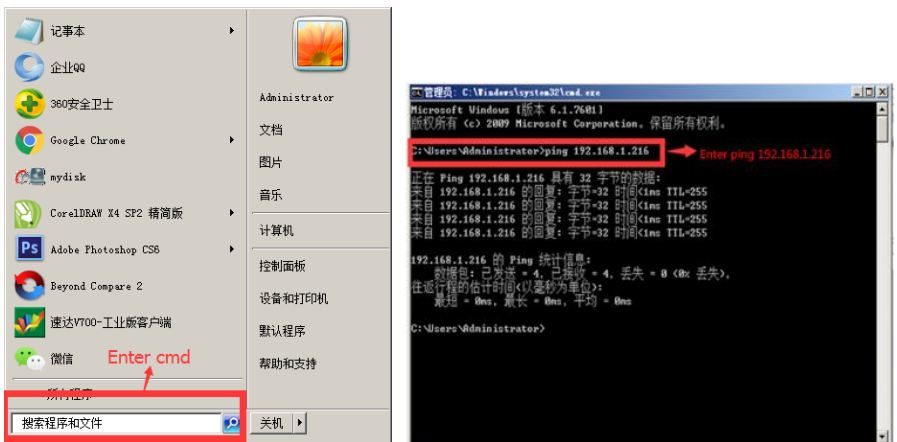 记事本
企业QQ
360安全卫士
Google Chrome
mydisk
CorelDRAW X4 SP2 精简版
Adobe Photoshop CS6
Beyond Compare 2
速达V700-工业版客户端
微信
Enter cmd
所有程序
搜索程序和文件
Administrator
文档
图片
音乐
计算机
控制面板
设备和打印机
默认程序
帮助和支持
关机
管理员: C:\Windows\system32\cmd.exe
Microsoft Windows [版本 6.1.7601]
版权所有 (c) 2009 Microsoft Corporation。保留所有权利。
C:\Users\Administrator>ping 192.168.1.216
Enter ping 192.168.1.216
正在 Ping 192.168.1.216 具有 32 字节的数据:
来自 192.168.1.216 的回复: 字节=32 时间<1ms TTL=255
来自 192.168.1.216 的回复: 字节=32 时间<1ms TTL=255
来自 192.168.1.216 的回复: 字节=32 时间<1ms TTL=255
来自 192.168.1.216 的回复: 字节=32 时间<1ms TTL=255
192.168.1.216 的 Ping 统计信息:
数据包: 已发送 = 4，已接收 = 4，丢失 = 0 (0% 丢失)，
往返行程的估计时间(以毫秒为单位):
最短 = 0ms，最长 = 0ms，平均 = 0ms
C:\Users\Administrator>